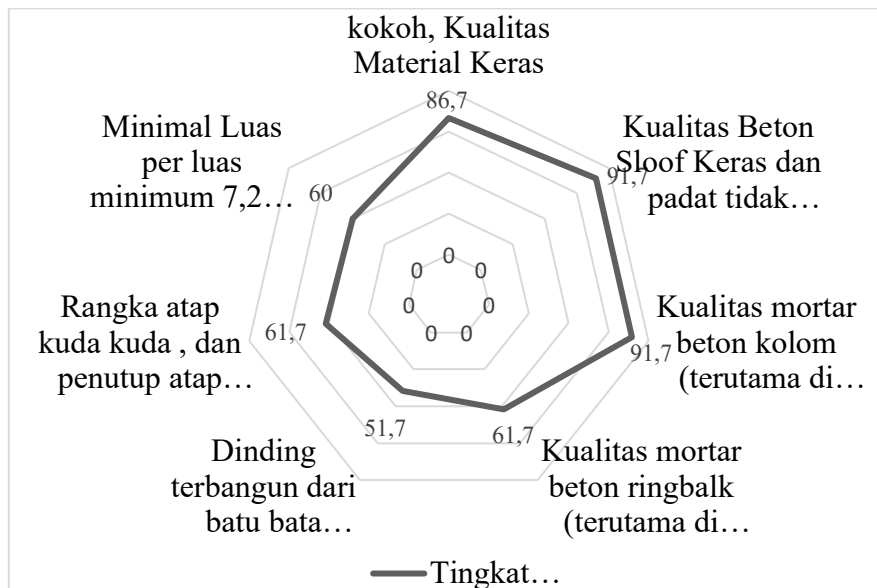 kokoh, Kualitas
Material Keras
86,7
Kualitas Beton
Sloof Keras dan
padat tidak…
91,7
Kualitas mortar
beton kolom
(terutama di…
91,7
Kualitas mortar
beton ringbalk
(terutama di…
61,7
Dinding
terbangun dari
batu bata…
51,7
Rangka atap
kuda kuda , dan
penutup atap…
61,7
Minimal Luas
per luas
minimum 7,2…
60
0
0
0
0
0
0
0
Tingkat…